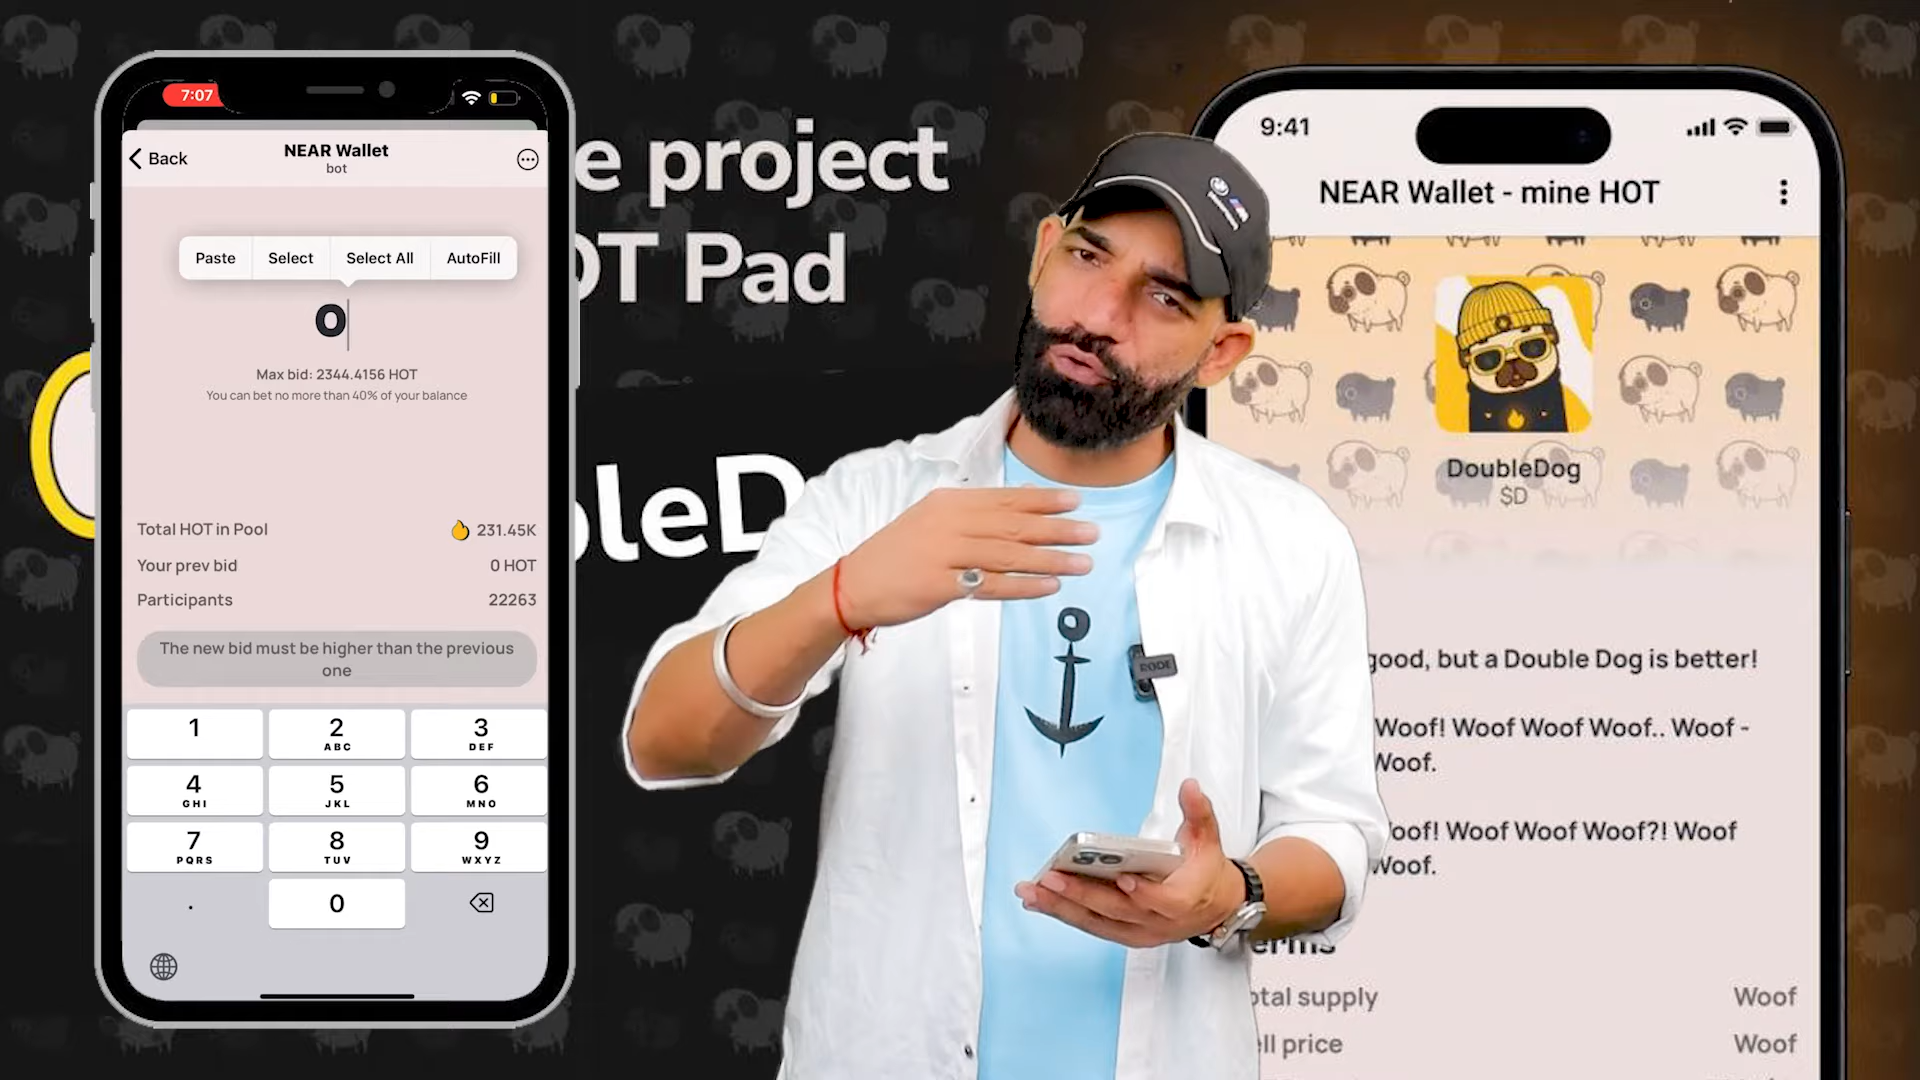 7:07
Back
NEAR Wallet
bot
Paste
Select
Select All
AutoFill
0
Max bid: 2344.4156 HOT
You can bet no more than 40% of your balance
Total HOT in Pool
231.45K
Your prev bid
0 HOT
Participants
22263
The new bid must be higher than the previous
one
1
2
ABC
3
DEF
4
GHI
5
JKL
6
MNO
7
PQRS
8
TUV
9
WXYZ
.
0
e project
OT Pad
bleD
RODE
9:41
NEAR Wallet - mine HOT
DoubleDog
$D
good, but a Double Dog is better!
Woof! Woof Woof Woof.. Woof -
Woof.
oof! Woof Woof Woof?! Woof
Woof.
Terms
otal supply
Woof
ell price
Woof